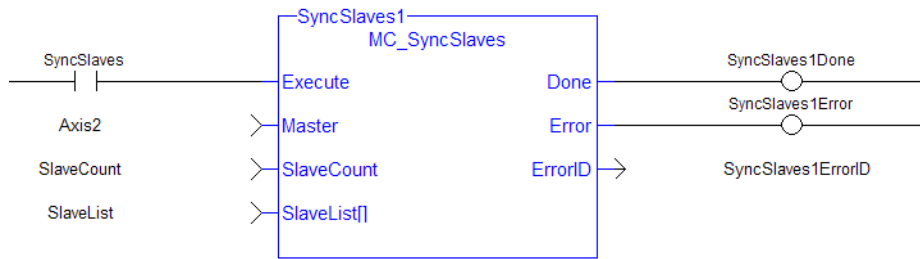 SyncSlaves1
MC_SyncSlaves
SyncSlaves
SyncSlaves1Done
Execute
Done
SyncSlaves1Error
Axis2
Master
Error
SlaveCount
SlaveCount
ErrorID
SyncSlaves1ErrorID
SlaveList
SlaveList[]